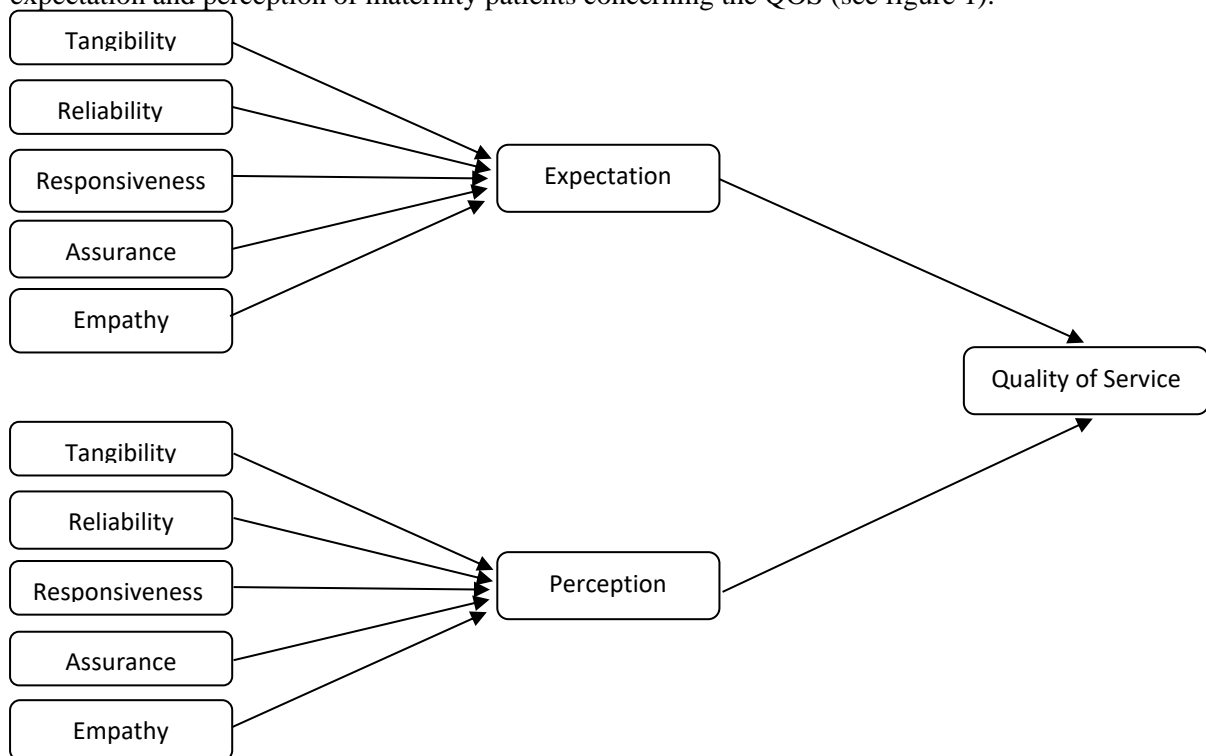 expectation and perception of maternity patients concerning the QOS (see figure 1).
Tangibility
Reliability
Responsiveness
Assurance
Empathy
Expectation
Quality of Service
Tangibility
Reliability
Responsiveness
Assurance
Empathy
Perception